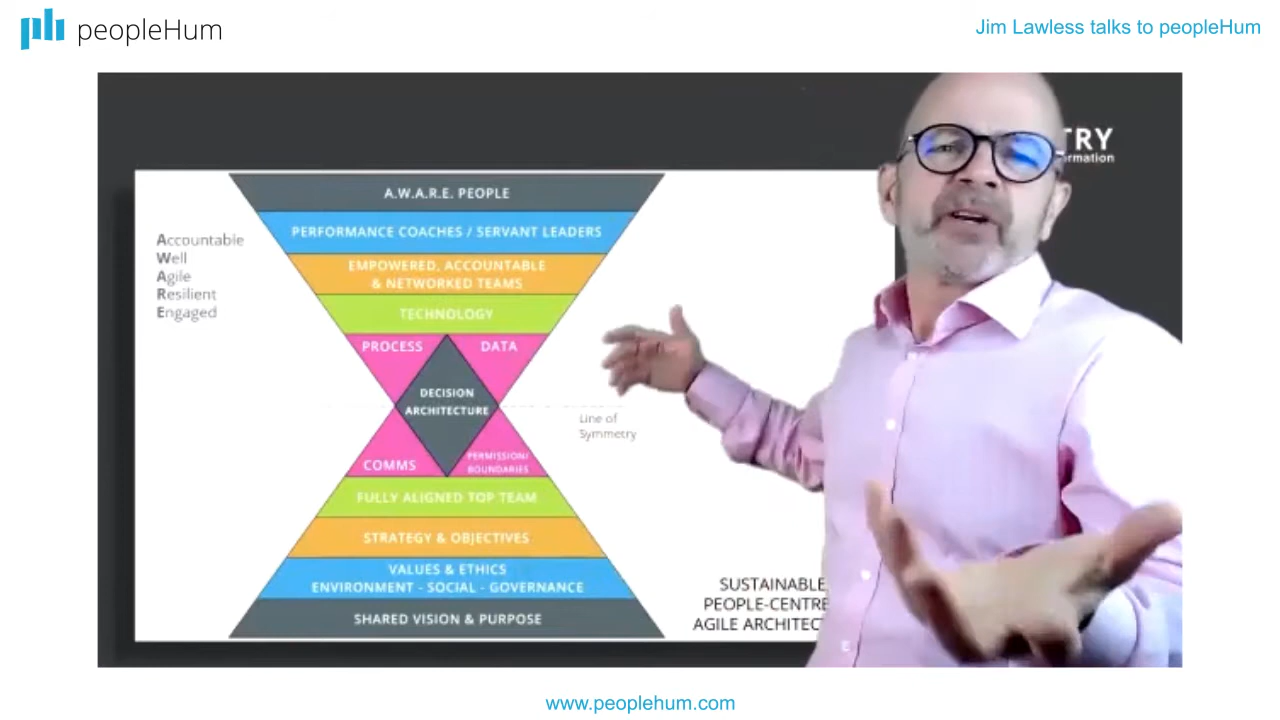 peopleHum
Jim Lawless talks to peopleHum
TRY
rmation
Accountable
Well
Agile
Resilient
Engaged
A.W.A.R.E. PEOPLE
PERFORMANCE COACHES / SERVANT LEADERS
EMPOWERED, ACCOUNTABLE
& NETWORKED TEAMS
TECHNOLOGY
PROCESS
DATA
DECISION
ARCHITECTURE
Line of
Symmetry
COMMS
PERMISSION/
BOUNDARIES
FULLY ALIGNED TOP TEAM
STRATEGY & OBJECTIVES
VALUES & ETHICS
ENVIRONMENT - SOCIAL - GOVERNANCE
SHARED VISION & PURPOSE
SUSTAINABLE
PEOPLE-CENTRE
AGILE ARCHITEC
www.peoplehum.com